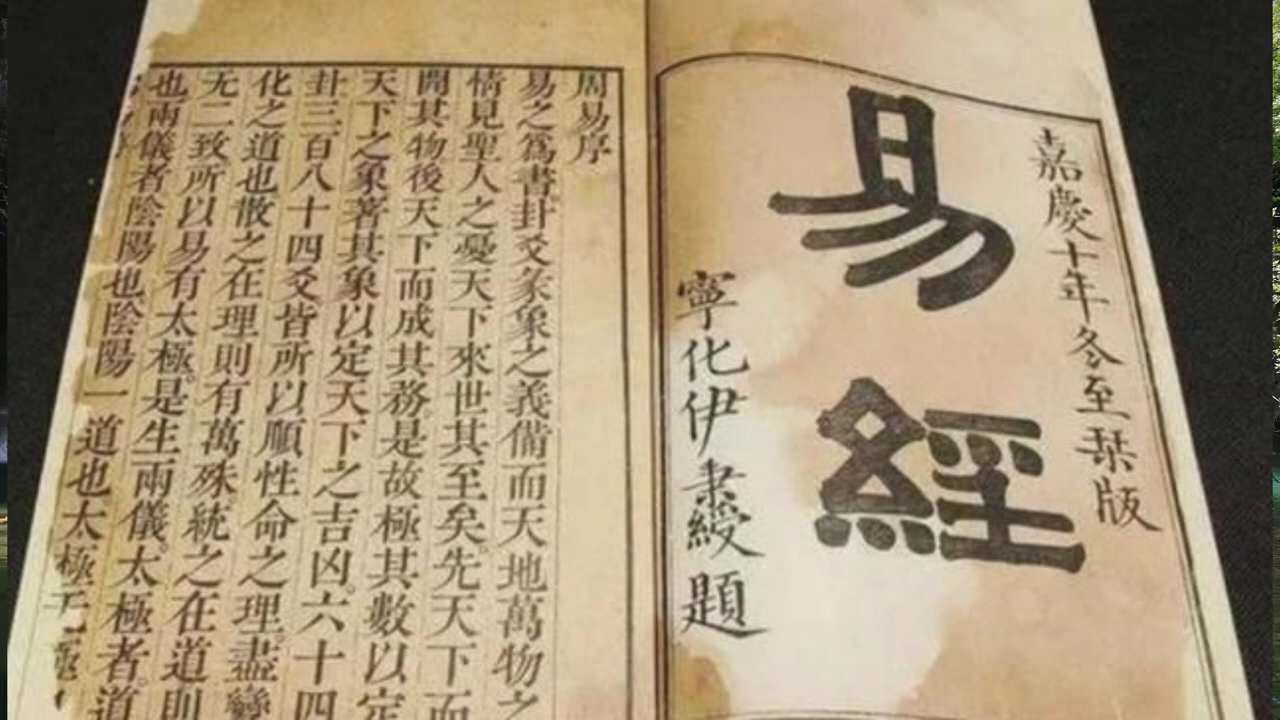 嘉慶十年冬至栞版
易經
寧化伊秉綬題
周易序
易之爲書卦爻彖象之義備而天地萬物之
情見聖人之憂天下來世其至矣。先天下而
開其物後天下而成其務是故極其數以定
天下之象著其象以定天下之吉凶。六十四
卦三百八十四爻皆所以順性命之理。盡變
化之道也散之在理則有萬殊統之在道則
无二致所以易有太極。是生兩儀。太極者。道
也兩儀者陰陽也陰陽一道也太極无極